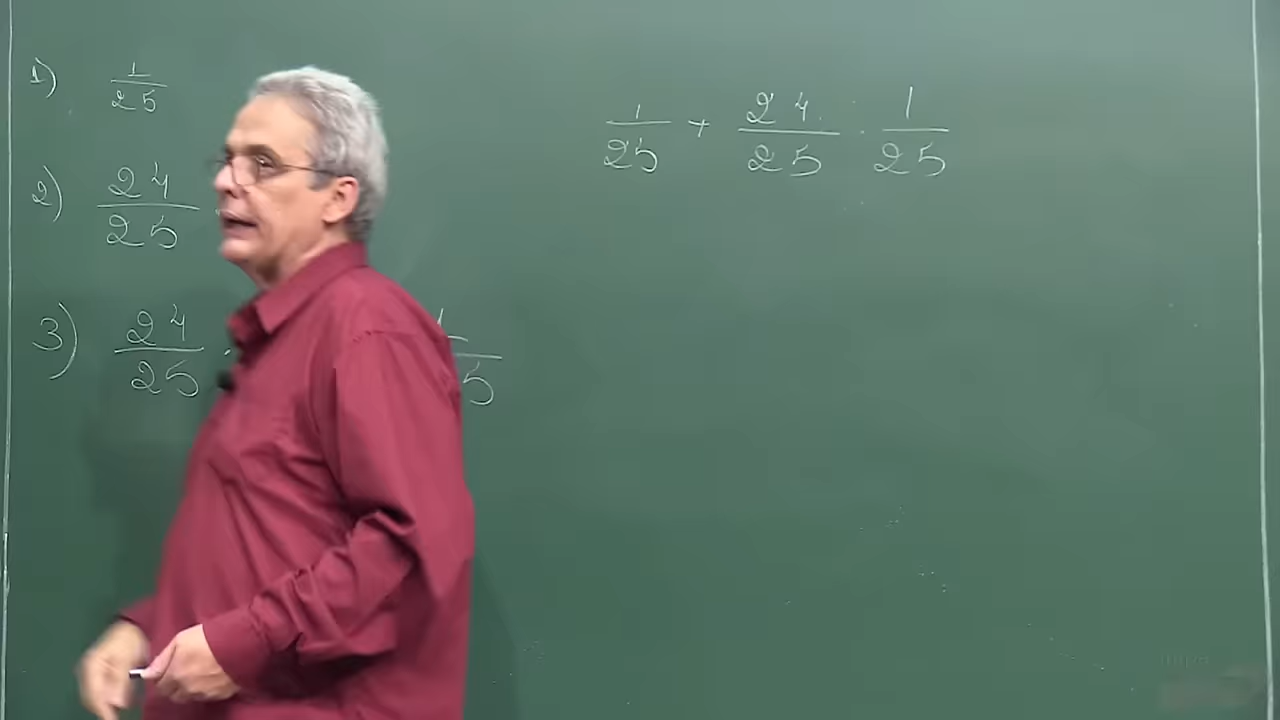 1) 1/25
2) 24/25
3) 24/25 ·
1/25 + 24/25 · 1/25